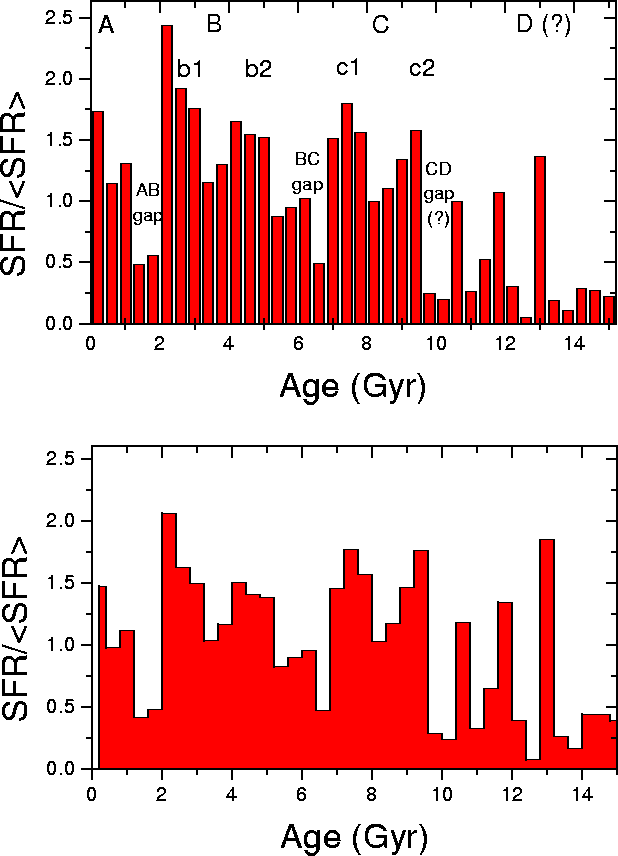 A B C D (?)
b1 b2 c1 c2
AB
gap
BC
gap
CD
gap
(?)
2.5
2.0
1.5
1.0
0.5
0.0
SFR/<SFR>
0 2 4 6 8 10 12 14
Age (Gyr)
2.5
2.0
1.5
1.0
0.5
0.0
SFR/<SFR>
0 2 4 6 8 10 12 14
Age (Gyr)